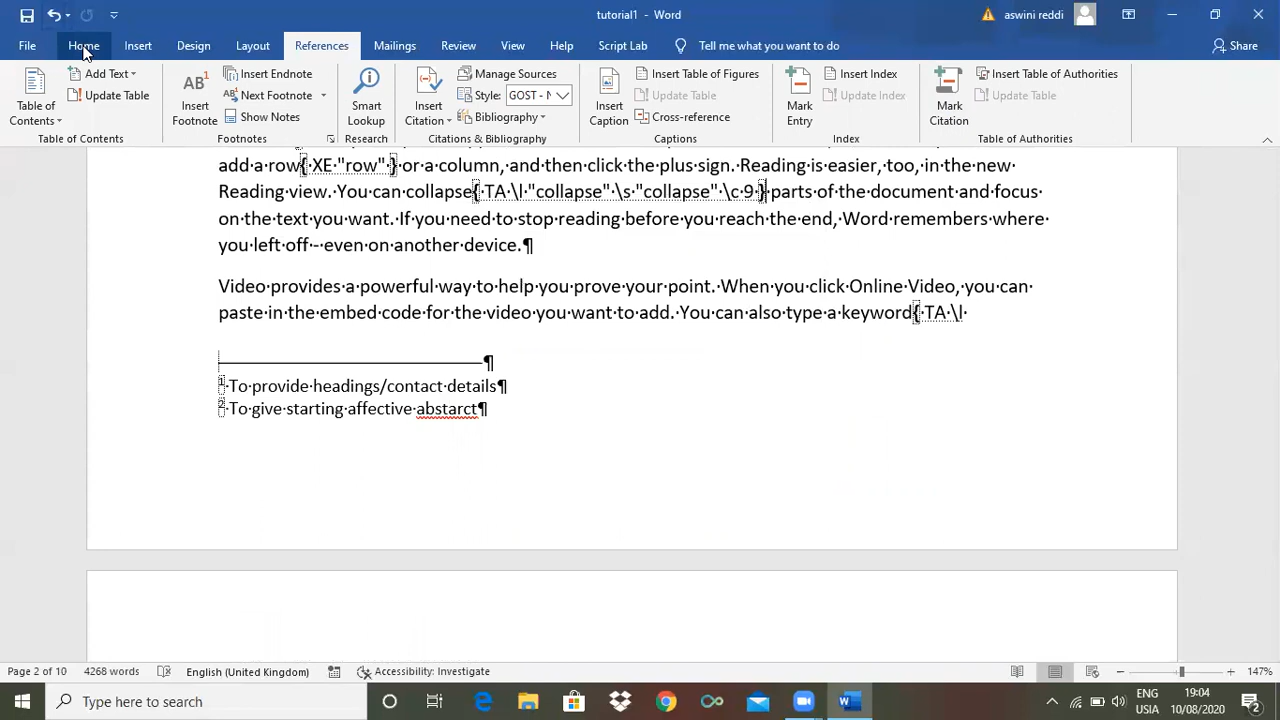 tutorial1 - Word
aswini reddi
File Home Insert Design Layout References Mailings Review View Help Script Lab Tell me what you want to do Share
Table of Contents
Add Text
Update Table
Table of Contents
AB¹
Insert Footnote
Insert Endnote
Next Footnote
Show Notes
Footnotes
Smart Lookup
Research
Insert Citation
Manage Sources
Style: GOST - N
Bibliography
Citations & Bibliography
Insert Caption
Insert Table of Figures
Update Table
Cross-reference
Captions
Mark Entry
Insert Index
Update Index
Index
Mark Citation
Insert Table of Authorities
Update Table
Table of Authorities
add·a·row{·XE·"row"·}·or·a·column,·and·then·click·the·plus·sign.·Reading·is·easier,·too,·in·the·new·
Reading·view.·You·can·collapse{·TA·\l·"collapse"·\s·"collapse"·\c·9·}·parts·of·the·document·and·focus·
on·the·text·you·want.·If·you·need·to·stop·reading·before·you·reach·the·end,·Word·remembers·where·
you·left·off·-·even·on·another·device.¶
Video·provides·a·powerful·way·to·help·you·prove·your·point.·When·you·click·Online·Video,·you·can·
paste·in·the·embed·code·for·the·video·you·want·to·add.·You·can·also·type·a·keyword{·TA·\l·
¶
1·To·provide·headings/contact·details¶
2·To·give·starting·affective·abstarct¶
Page 2 of 10 4268 words English (United Kingdom) Accessibility: Investigate 147%
Type here to search
ENG
USIA
19:04
10/08/2020
2